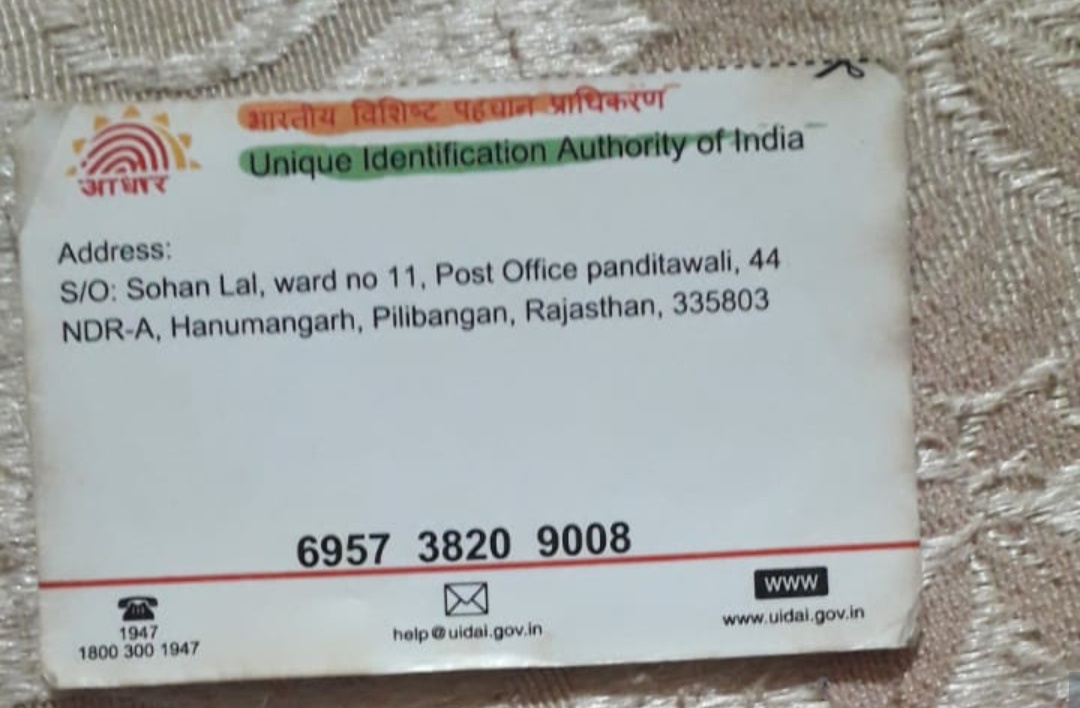 भारतीय विशिष्ट पहचान प्राधिकरण
Unique Identification Authority of India
आधार
Address:
S/O: Sohan Lal, ward no 11, Post Office panditawali, 44
NDR-A, Hanumangarh, Pilibangan, Rajasthan, 335803
6957 3820 9008
1947
1800 300 1947
help@uidai.gov.in
www
www.uidai.gov.in